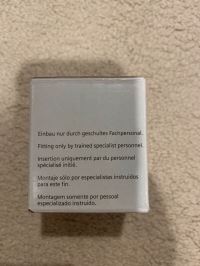 Einbau nur durch geschultes Fachpersonal.
Fitting only by trained specialist personnel.
Insertion uniquement par du personnel
spécialisé initié.
Montaje sólo por especialistas instruidos
para este fin.
Montagem somente por pessoal
especializado instruido.